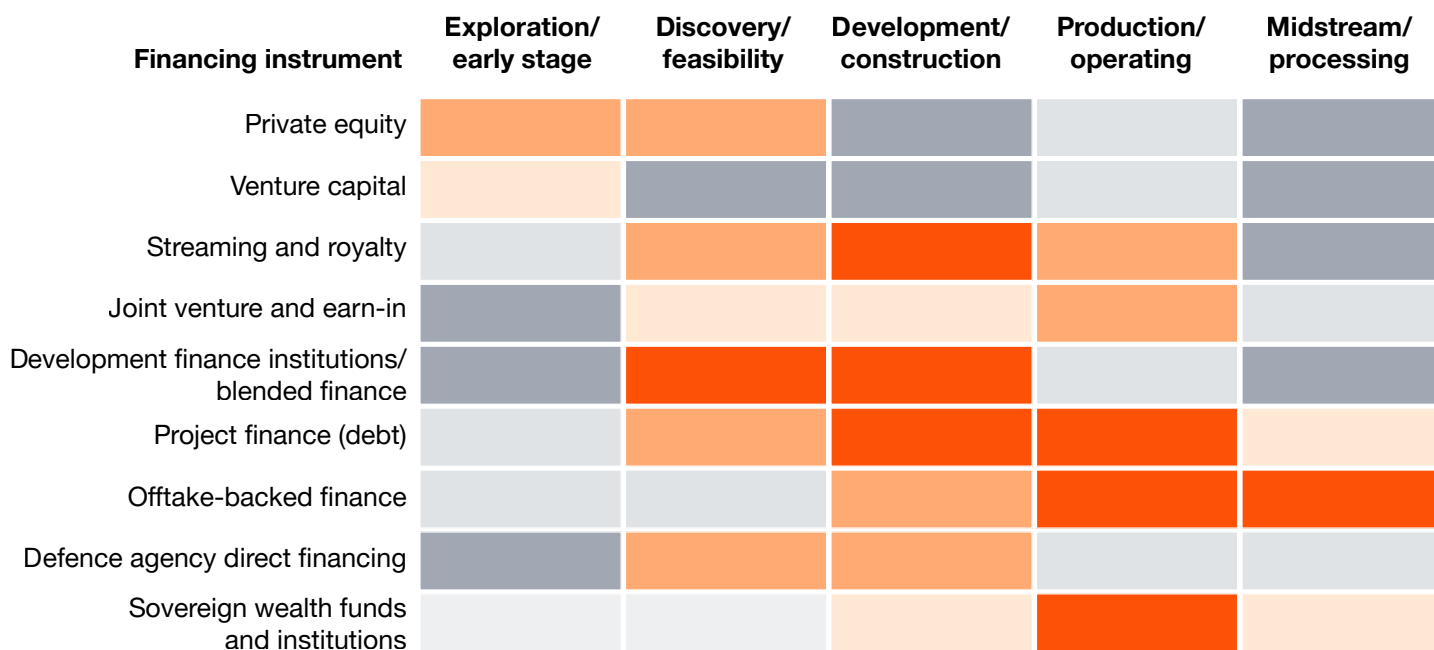 Financing instrument
Exploration/
early stage
Discovery/
feasibility
Development/
construction
Production/
operating
Midstream/
processing
Private equity
Venture capital
Streaming and royalty
Joint venture and earn-in
Development finance institutions/
blended finance
Project finance (debt)
Offtake-backed finance
Defence agency direct financing
Sovereign wealth funds
and institutions